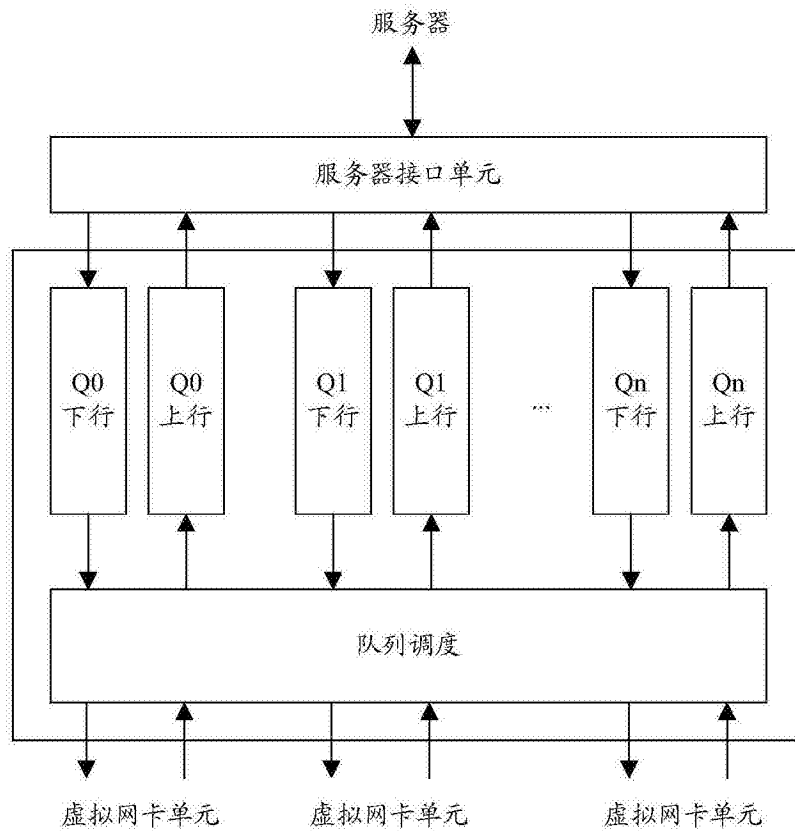 服务器
服务器接口单元
Q0
下行
Q0
上行
Q1
下行
Q1
上行
...
Qn
下行
Qn
上行
队列调度
虚拟网卡单元
虚拟网卡单元
虚拟网卡单元